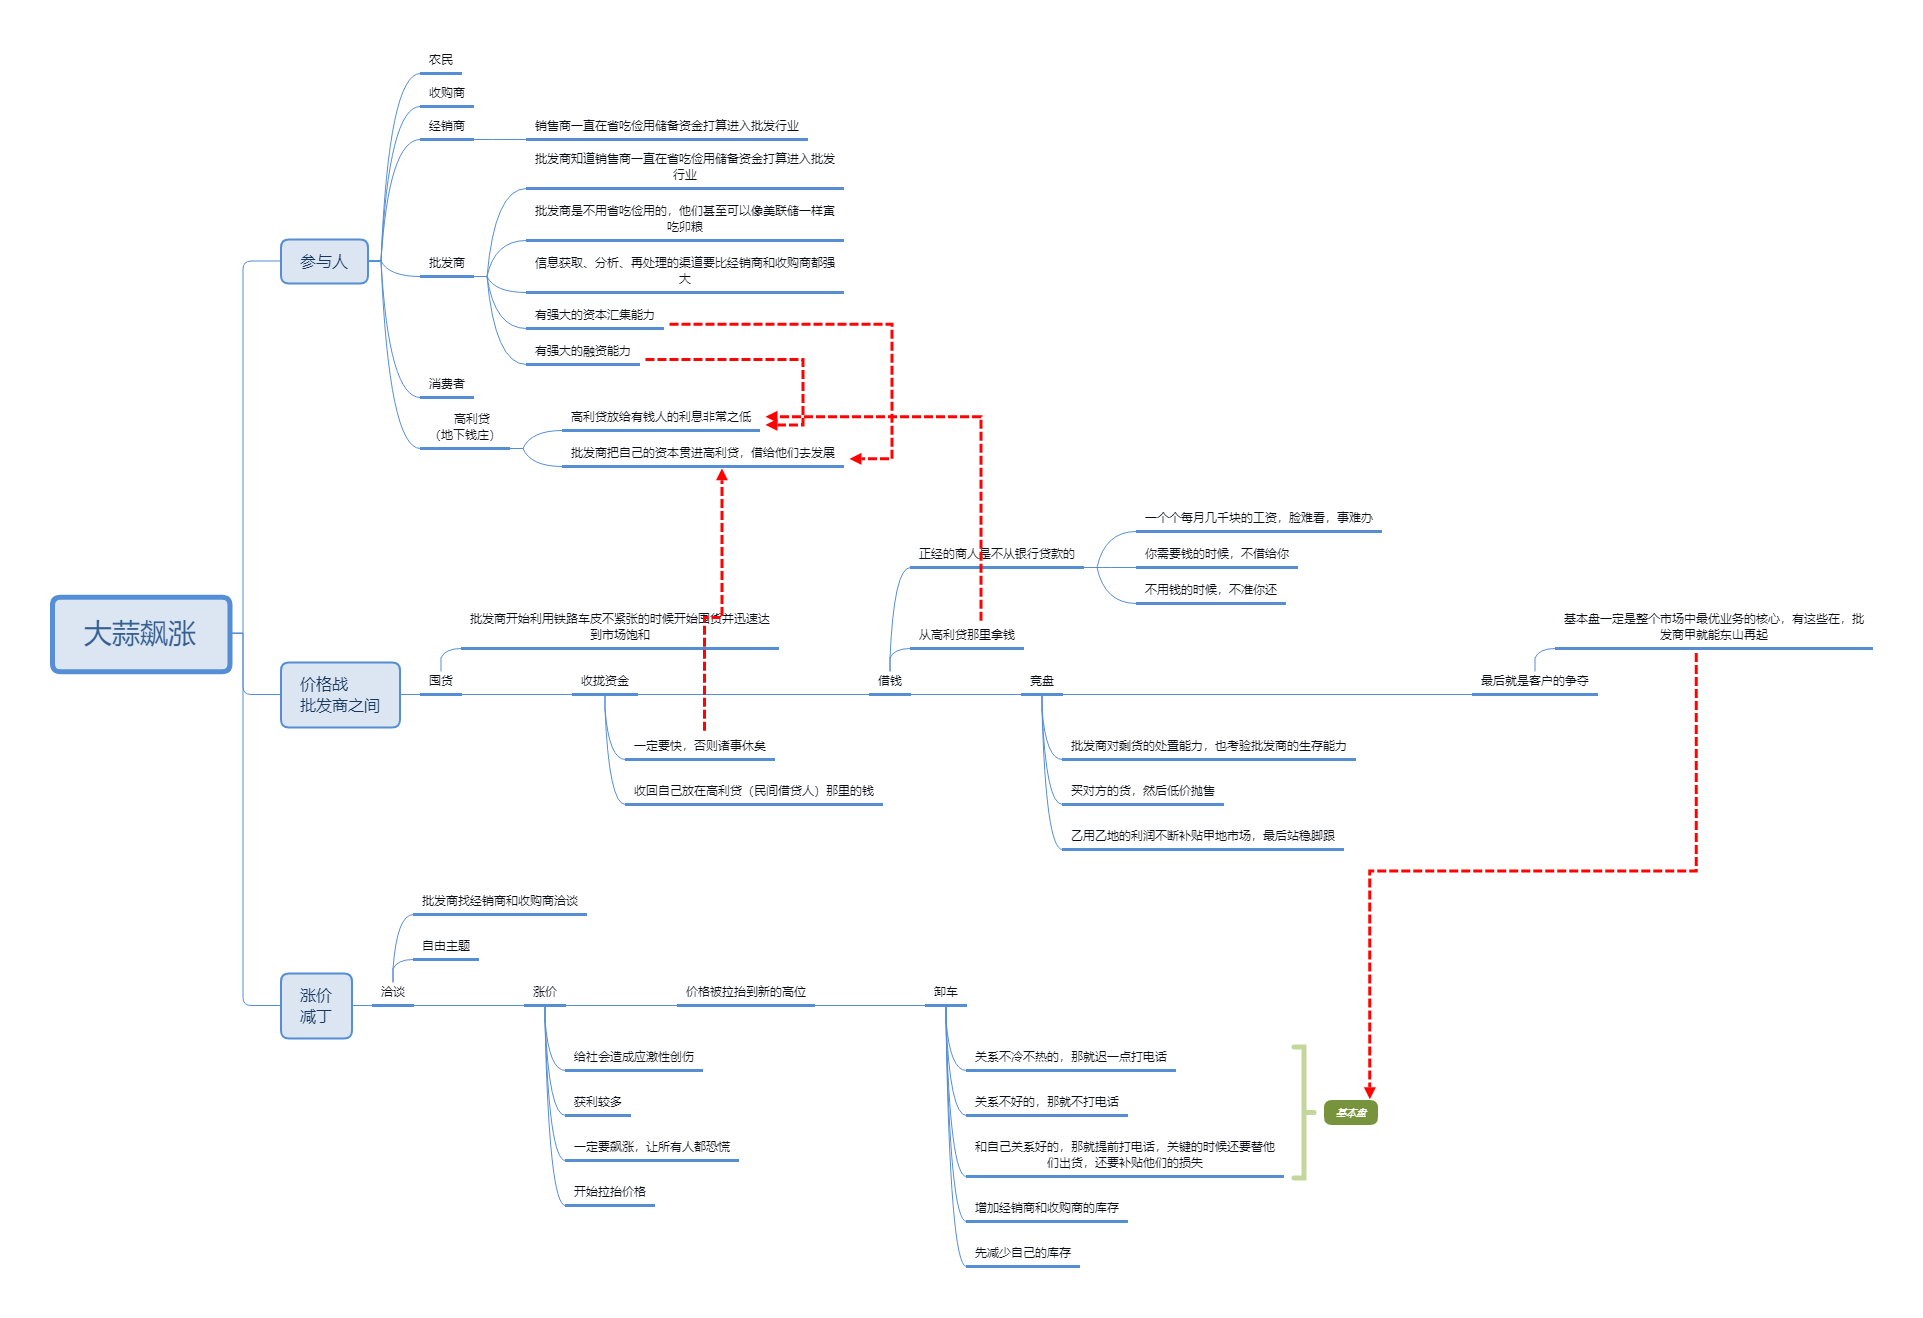 大蒜飙涨
参与人
农民
收购商
经销商
销售商一直在省吃俭用储备资金打算进入批发行业
批发商
批发商知道销售商一直在省吃俭用储备资金打算进入批发
行业
批发商是不用省吃俭用的，他们甚至可以像美联储一样寅
吃卯粮
信息获取、分析、再处理的渠道要比经销商和收购商都强
大
有强大的资本汇集能力
有强大的融资能力
消费者
高利贷
（地下钱庄）
高利贷放给有钱人的利息非常之低
批发商把自己的资本贯进高利贷，借给他们去发展
价格战
批发商之间
囤货
批发商开始利用铁路车皮不紧张的时候开始囤货并迅速达
到市场饱和
收拢资金
一定要快，否则诸事休矣
收回自己放在高利贷（民间借贷人）那里的钱
借钱
正经的商人是不从银行贷款的
一个个每月几千块的工资，脸难看，事难办
你需要钱的时候，不借给你
不用钱的时候，不准你还
从高利贷那里拿钱
竞盘
批发商对剩货的处置能力，也考验批发商的生存能力
买对方的货，然后低价抛售
乙用乙地的利润不断补贴甲地市场，最后站稳脚跟
最后就是客户的争夺
基本盘一定是整个市场中最优业务的核心，有这些在，批
发商甲就能东山再起
涨价
减丁
洽谈
批发商找经销商和收购商洽谈
自由主题
涨价
给社会造成应激性创伤
获利较多
一定要飙涨，让所有人都恐慌
开始拉抬价格
价格被拉抬到新的高位
卸车
关系不冷不热的，那就迟一点打电话
关系不好的，那就不打电话
和自己关系好的，那就提前打电话，关键的时候还要替他
们出货，还要补贴他们的损失
增加经销商和收购商的库存
先减少自己的库存
基本盘